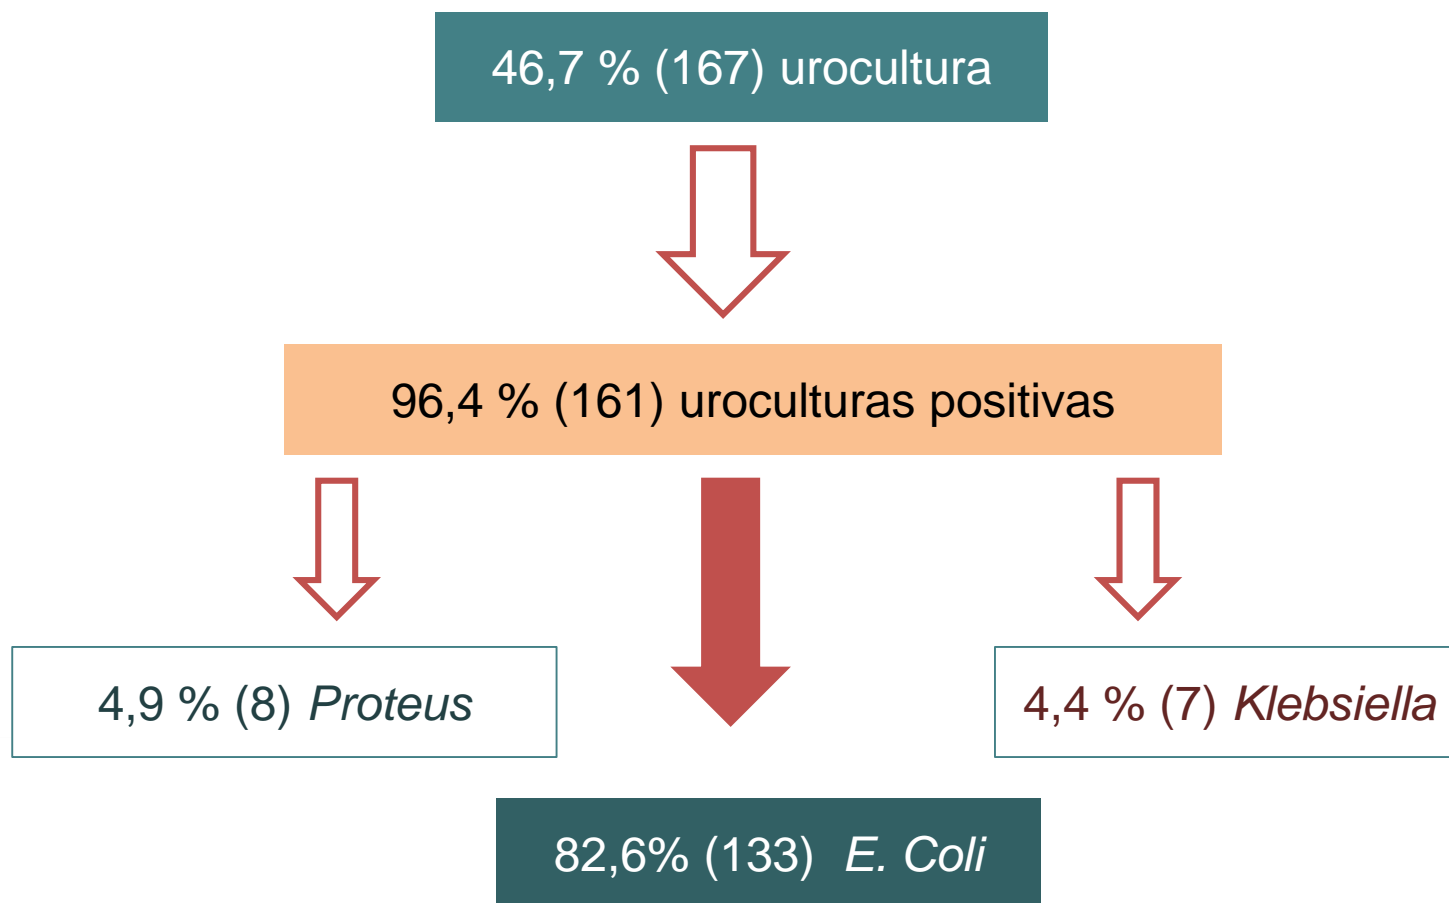 46,7 % (167) urocultura
96,4 % (161) uroculturas positivas
4,9 % (8) Proteus
4,4 % (7) Klebsiella
82,6% (133) E. Coli